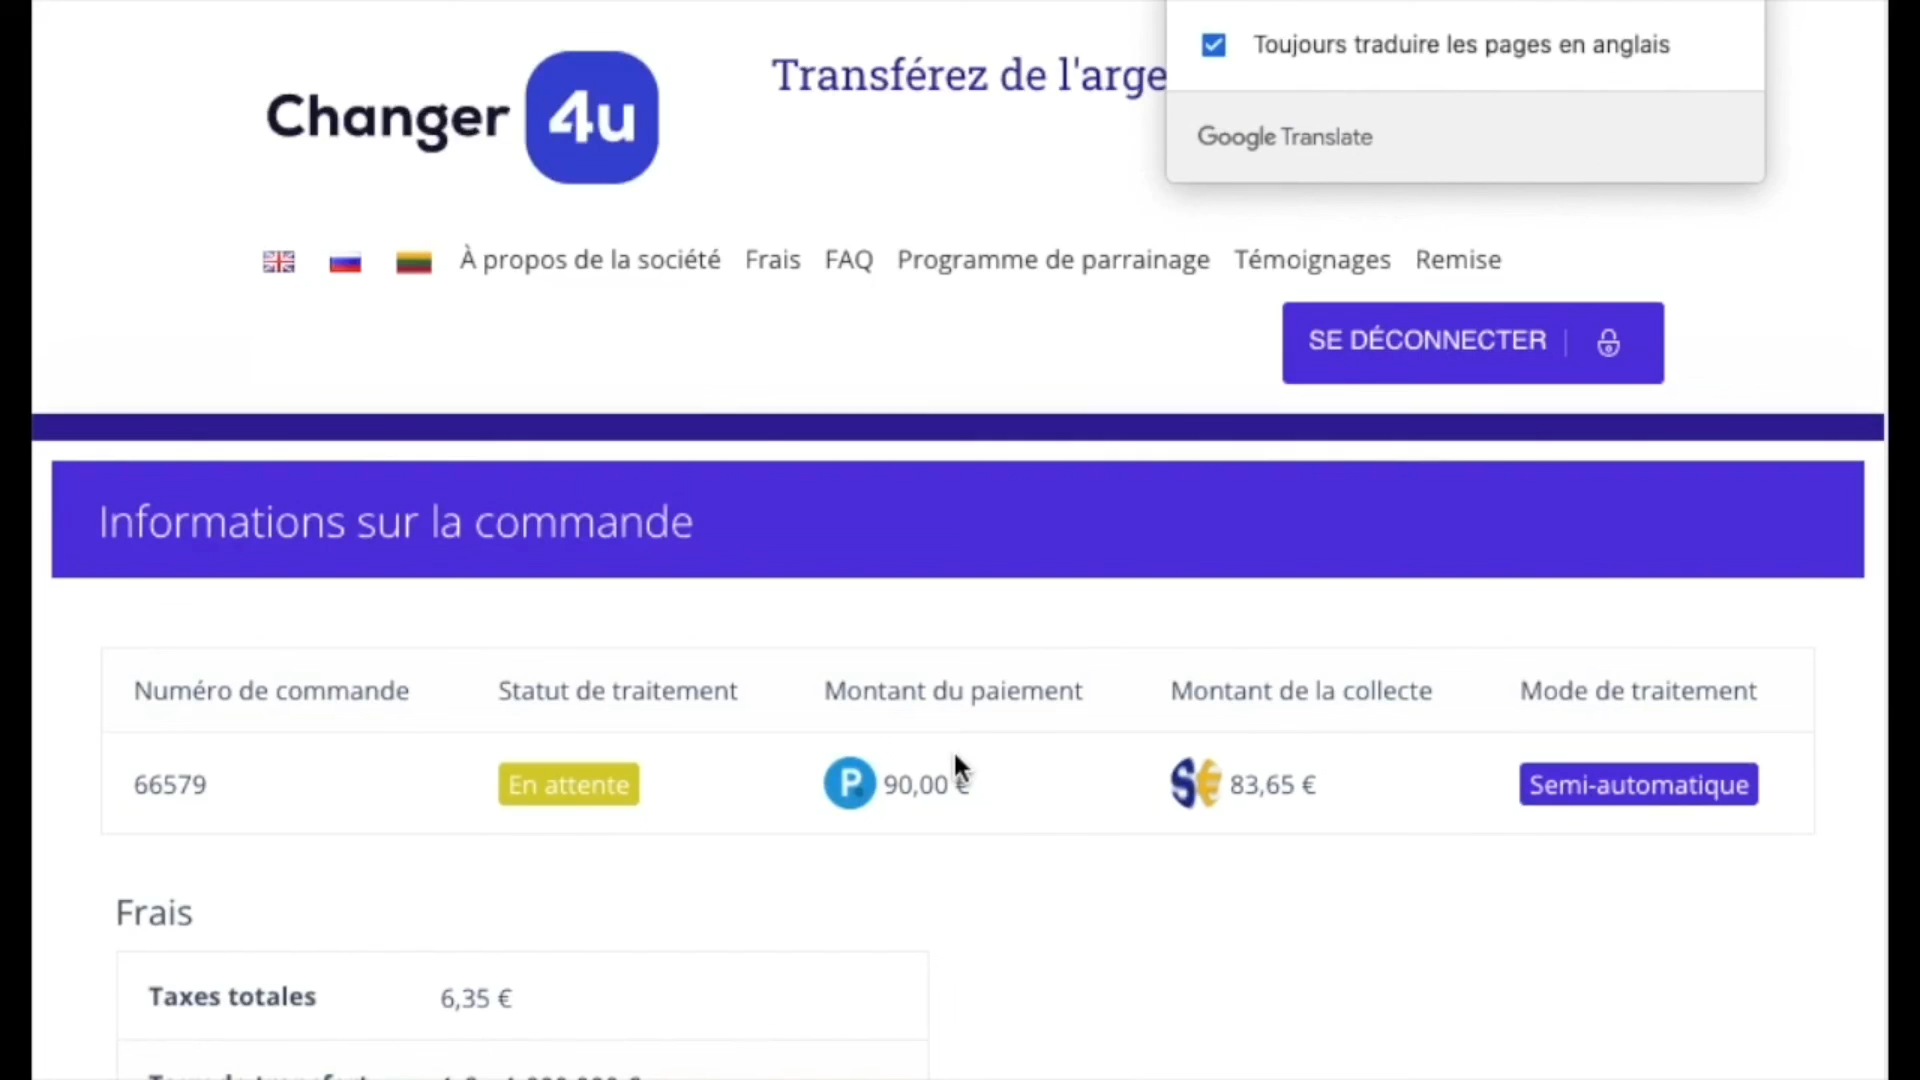 Toujours traduire les pages en anglais
Transférez de l'arge
Changer 4u
Google Translate
À propos de la société Frais FAQ Programme de parrainage Témoignages Remise
SE DÉCONNECTER
Informations sur la commande
Numéro de commande Statut de traitement Montant du paiement Montant de la collecte Mode de traitement
66579 En attente P 90,00 € S€ 83,65 € Semi-automatique
Frais
Taxes totales 6,35 €